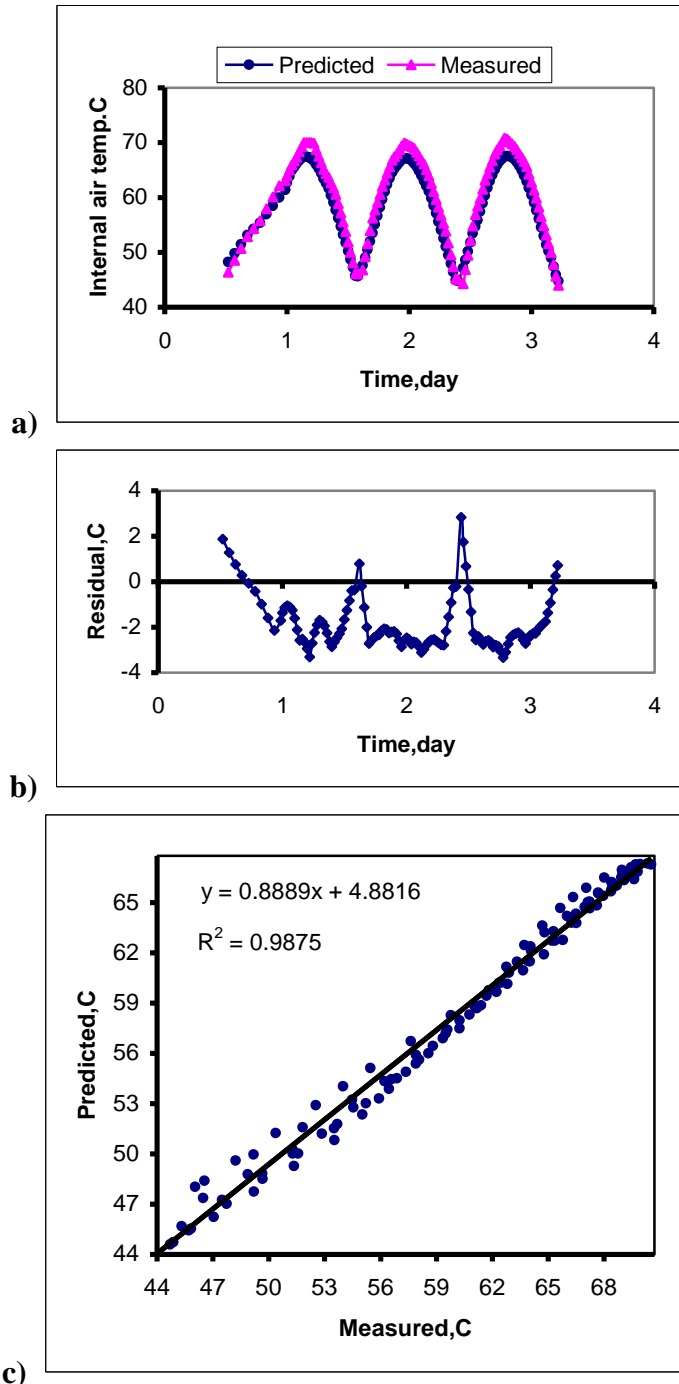 Predicted Measured
80
70
60
50
40
0 1 2 3 4
Internal air temp.C
Time,day
a)
4
2
0
-2
-4
0 1 2 3 4
Residual,C
Time,day
b)
y = 0.8889x + 4.8816
R² = 0.9875
65
62
59
56
53
50
47
44
44 47 50 53 56 59 62 65 68
Predicted,C
Measured,C
c)